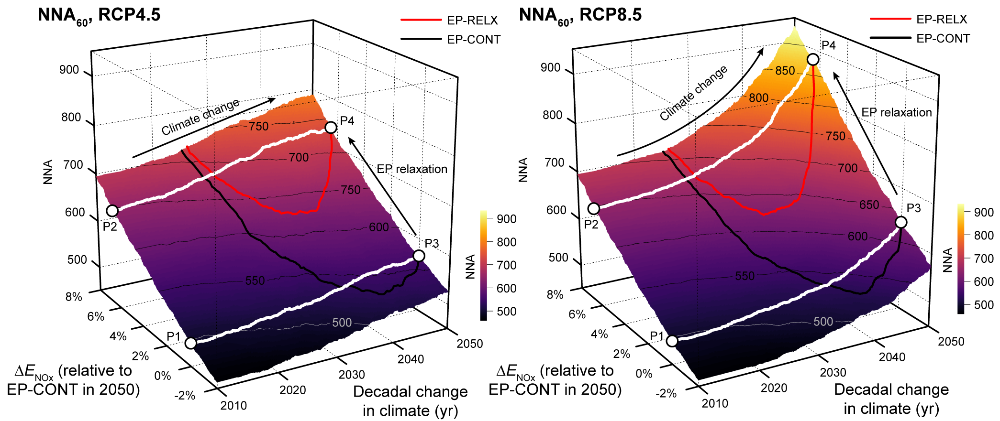 NNA60, RCP4.5
EP-RELX
EP-CONT
900
800
700
600
500
NNA
Climate change
EP relaxation
P4
P2
P3
P1
750
700
750
600
550
500
8%
6%
4%
2%
0%
-2%
2010
2020
2030
2040
2050
ΔENOx (relative to
EP-CONT in 2050)
Decadal change
in climate (yr)
NNA
900
800
700
600
500
NNA60, RCP8.5
EP-RELX
EP-CONT
900
800
700
600
500
NNA
Climate change
EP relaxation
P4
P2
P3
P1
850
800
750
700
650
600
550
500
8%
6%
4%
2%
0%
-2%
2010
2020
2030
2040
2050
ΔENOx (relative to
EP-CONT in 2050)
Decadal change
in climate (yr)
NNA
900
800
700
600
500